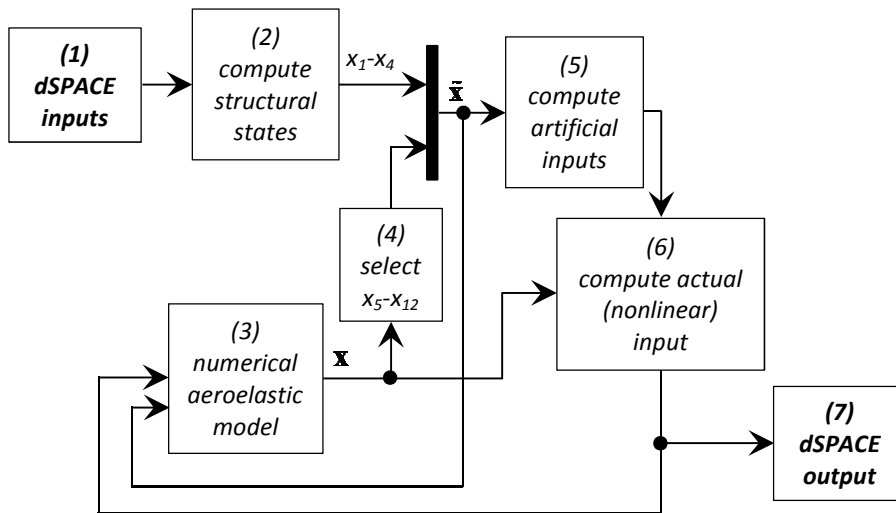 (1)
dSPACE
inputs
(2)
compute
structural
states
x₁-x₄
x̄
(5)
compute
artificial
inputs
(4)
select
x₅-x₁₂
(3)
numerical
aeroelastic
model
x
(6)
compute actual
(nonlinear)
input
(7)
dSPACE
output